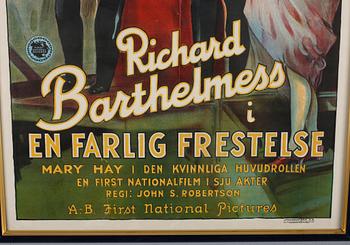 Richard
Barthelmess
i
EN FARLIG FRESTELSE
MARY HAY I DEN KVINNLIGA HUVUDROLLEN
EN FIRST NATIONALFILM I SJU AKTER
REGI: JOHN S. ROBERTSON
A.-B. First National Pictures